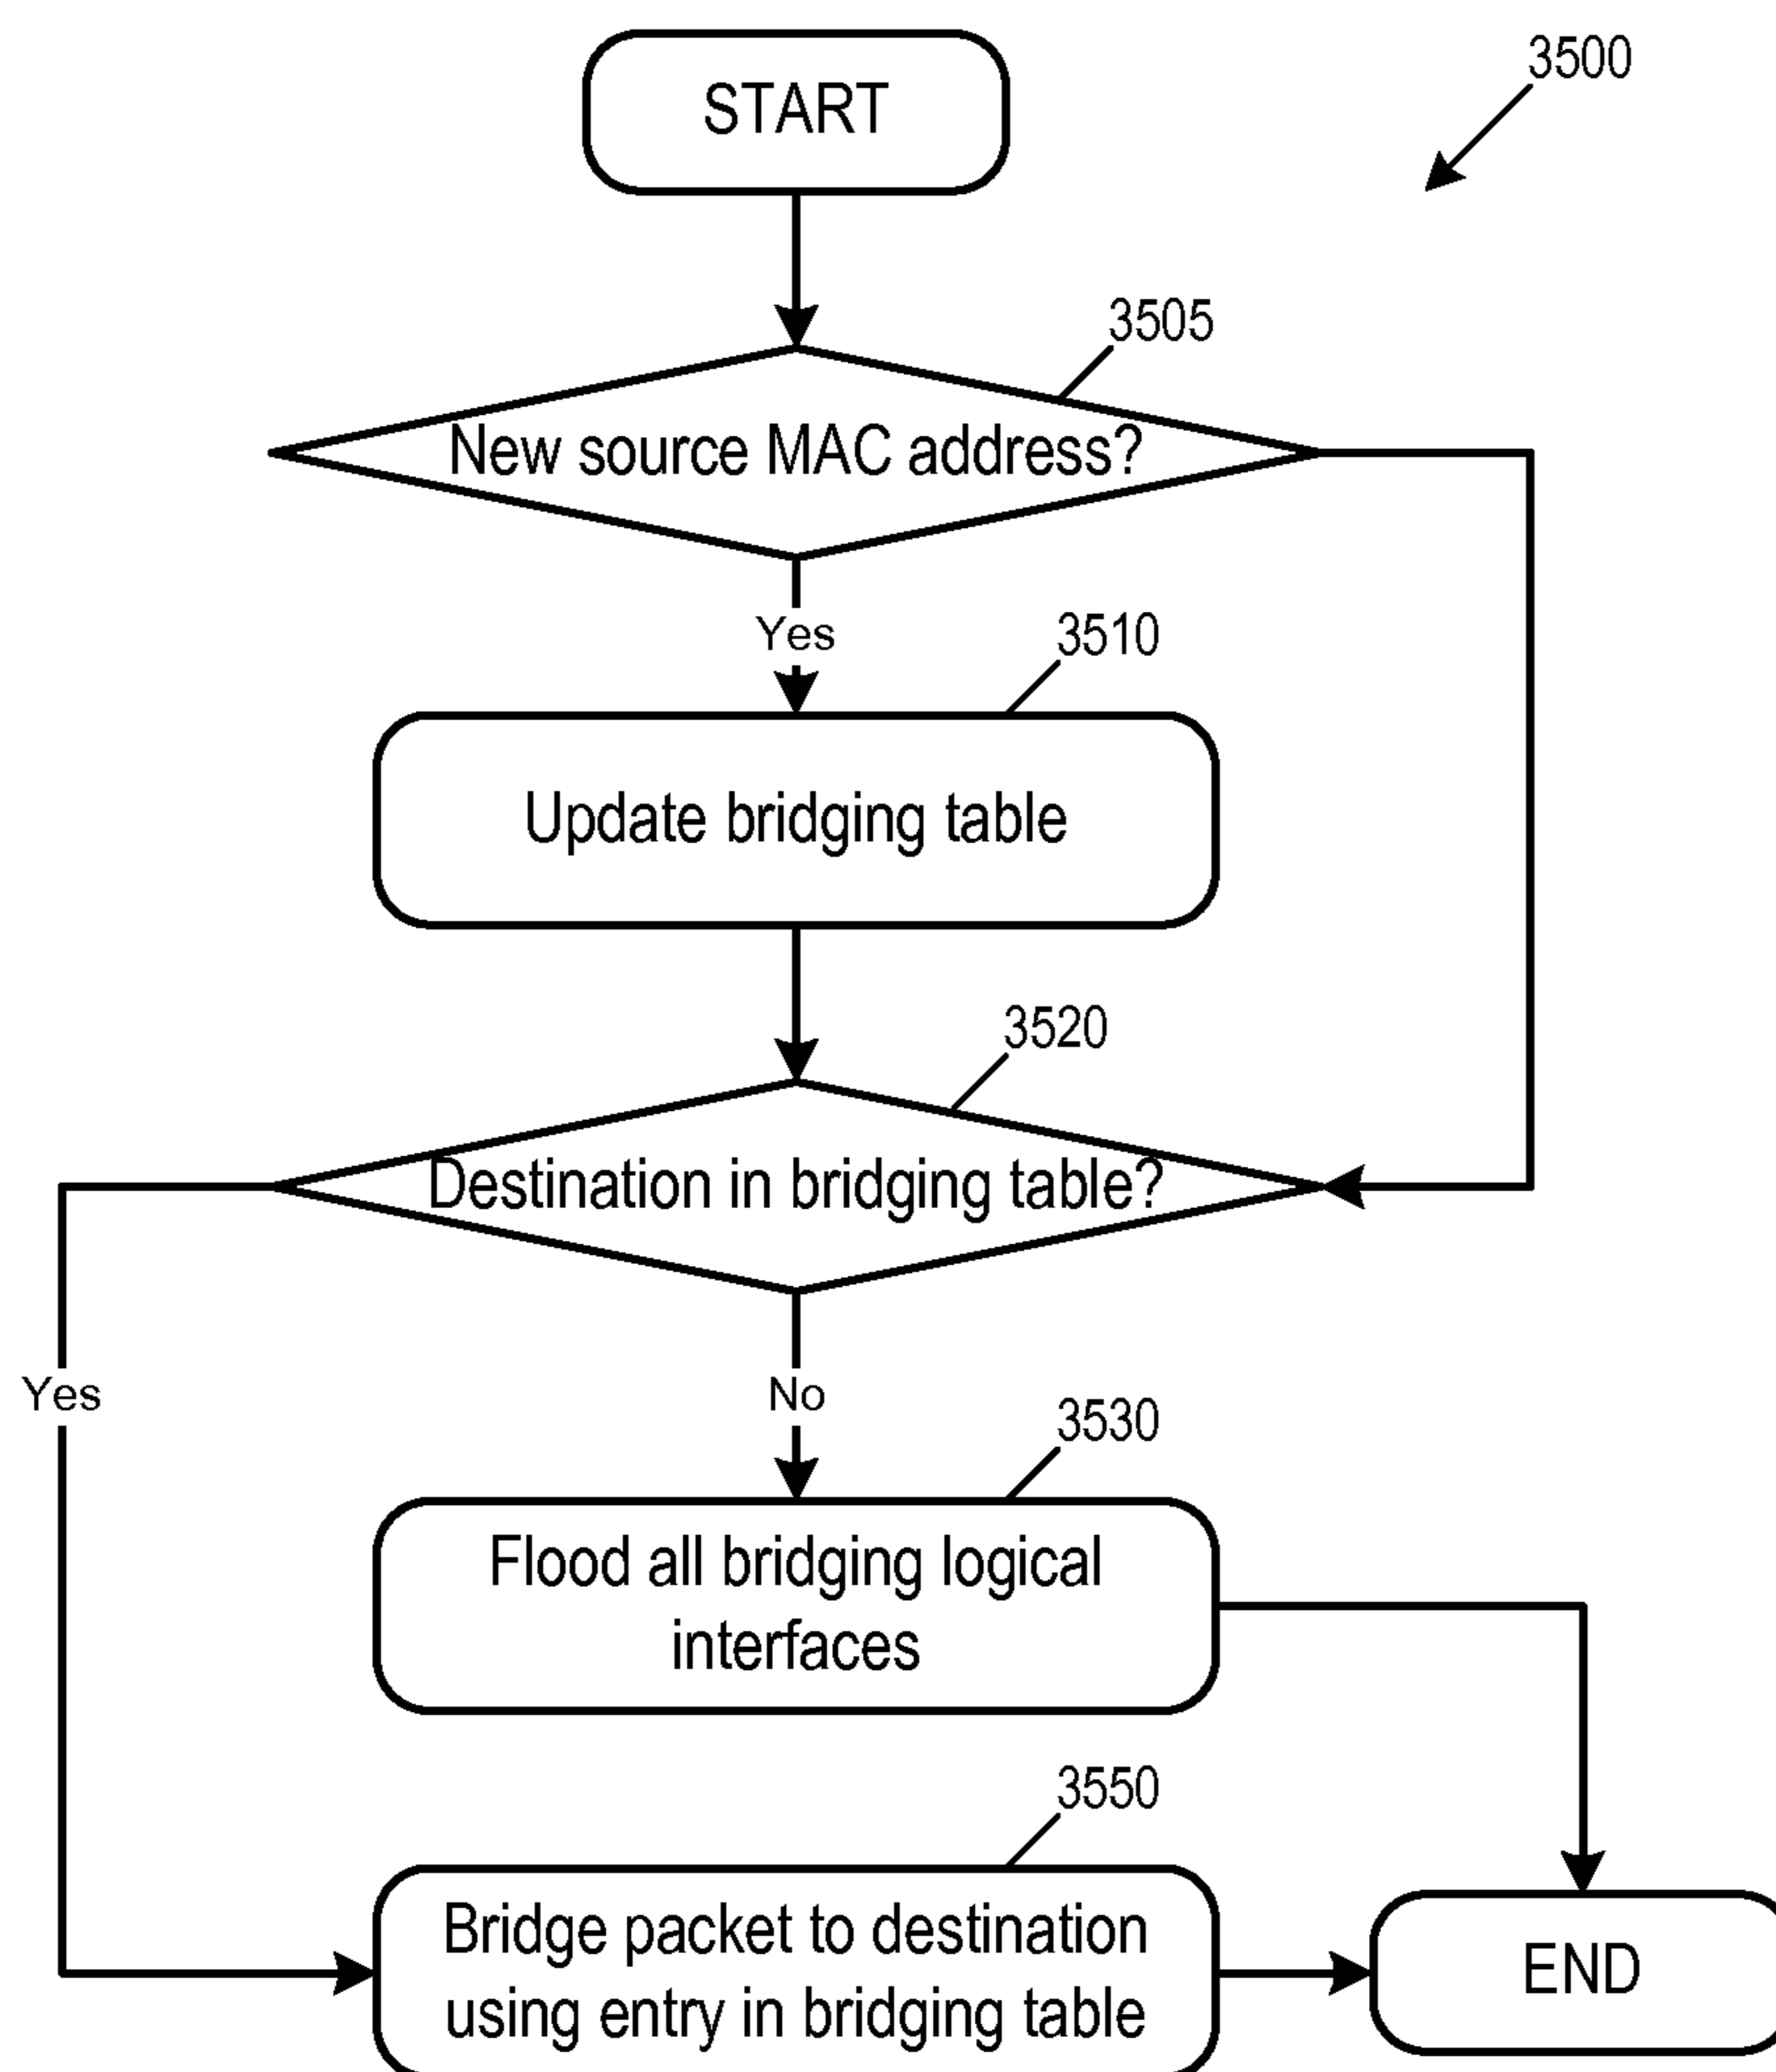 START
3500
3505
New source MAC address?
Yes
3510
Update bridging table
3520
Destination in bridging table?
Yes
No
3530
Flood all bridging logical
interfaces
3550
Bridge packet to destination
using entry in bridging table
END